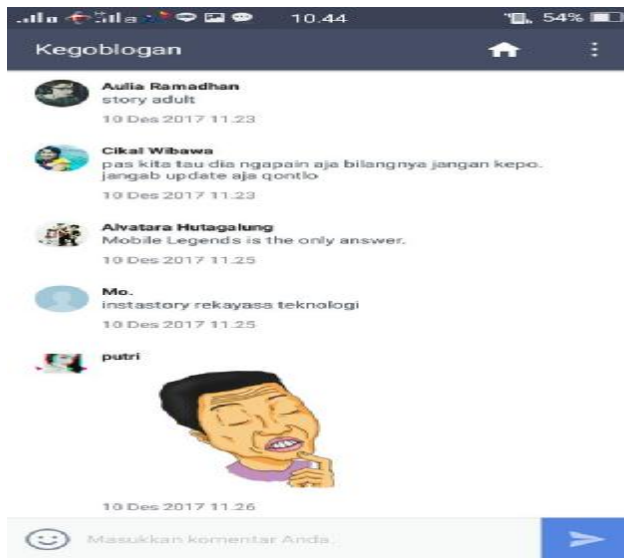 10.44
54%
Kegoblogan
Aulia Ramadhan
story adult
10 Des 2017 11.23
Cikal Wibawa
pas kita tau dia ngapain aja bilangnya jangan kepo.
jangab update aja qontlo
10 Des 2017 11.23
Alvatara Hutagalung
Mobile Legends is the only answer.
10 Des 2017 11.25
Mo.
instastory rekayasa teknologi
10 Des 2017 11.25
putri
10 Des 2017 11.26
Masukkan komentar Anda.